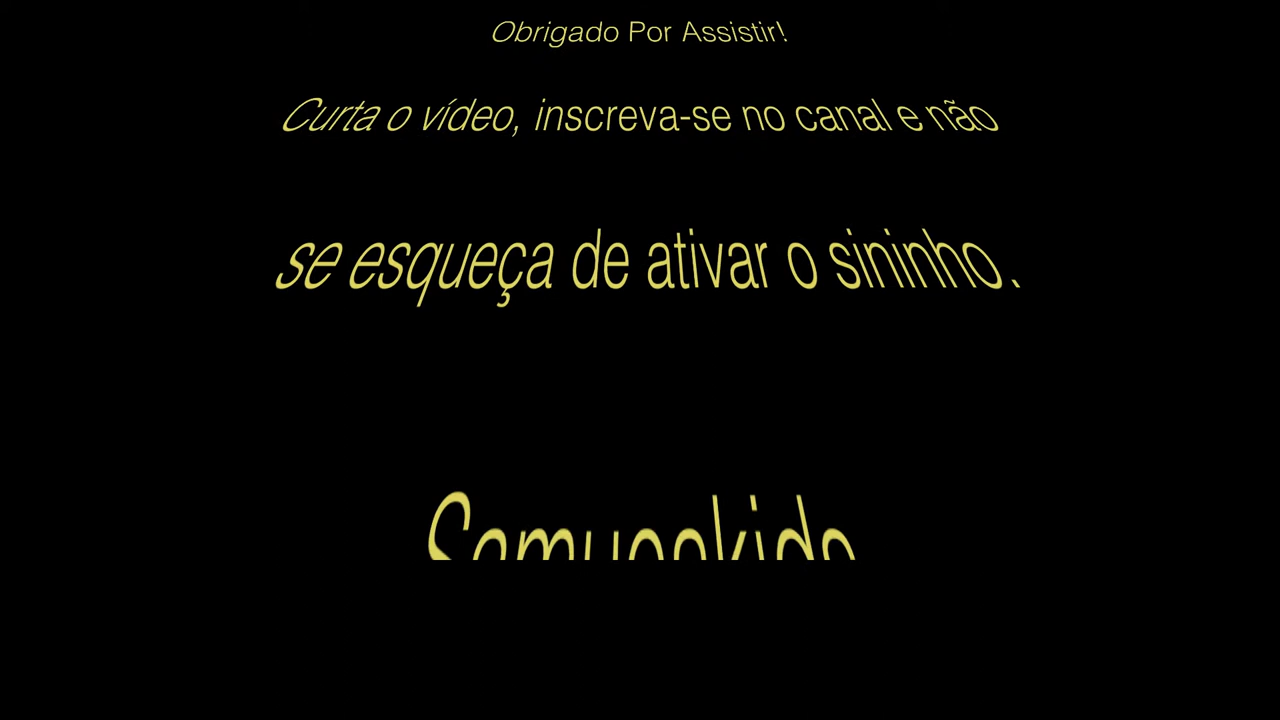 Obrigado Por Assistir!
Curta o vídeo, inscreva-se no canal e não
se esqueça de ativar o sininho.